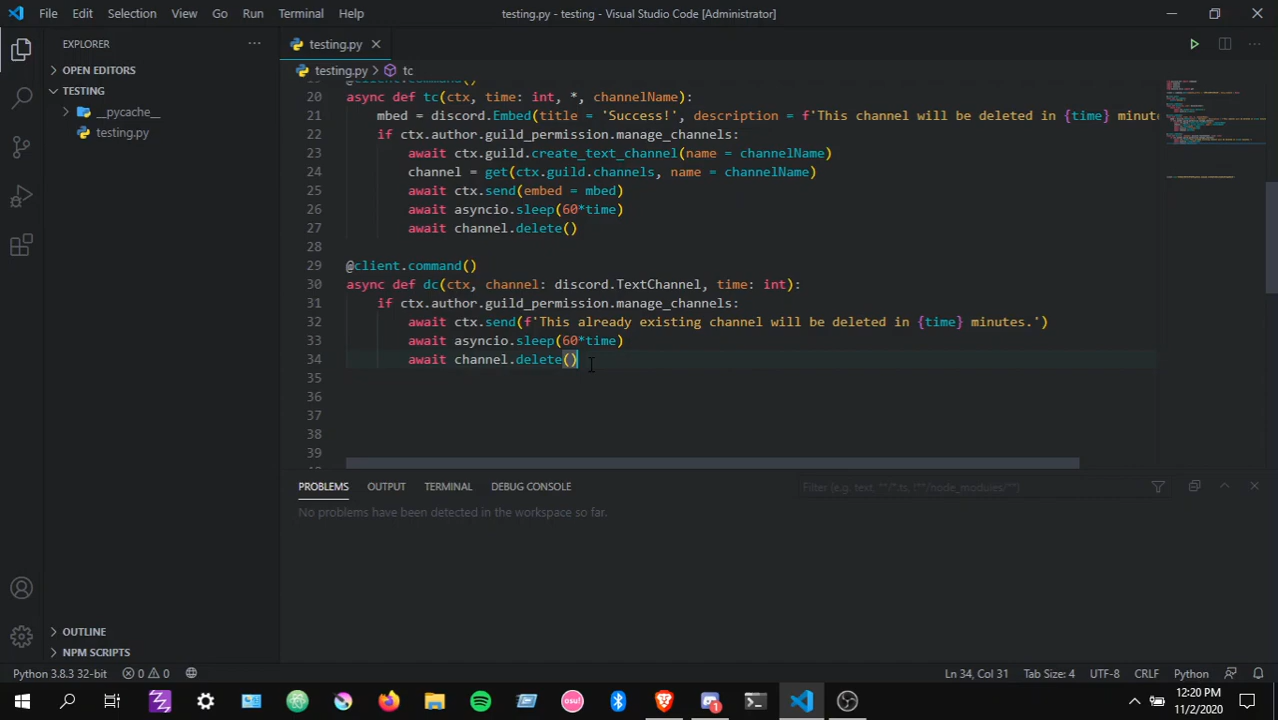 File Edit Selection View Go Run Terminal Help testing.py - testing - Visual Studio Code [Administrator]
EXPLORER
OPEN EDITORS
TESTING
__pycache__
testing.py
OUTLINE
NPM SCRIPTS
testing.py
testing.py > tc
@client.command()
20 async def tc(ctx, time: int, *, channelName):
21 mbed = discord.Embed(title = 'Success!', description = f'This channel will be deleted in {time} minute
22 if ctx.author.guild_permission.manage_channels:
23 await ctx.guild.create_text_channel(name = channelName)
24 channel = get(ctx.guild.channels, name = channelName)
25 await ctx.send(embed = mbed)
26 await asyncio.sleep(60*time)
27 await channel.delete()
28
29 @client.command()
30 async def dc(ctx, channel: discord.TextChannel, time: int):
31 if ctx.author.guild_permission.manage_channels:
32 await ctx.send(f'This already existing channel will be deleted in {time} minutes.')
33 await asyncio.sleep(60*time)
34 await channel.delete()
35
36
37
38
39
PROBLEMS OUTPUT TERMINAL DEBUG CONSOLE Filter (e.g: text, **/*.ts, !**/node_modules/**)
No problems have been detected in the workspace so far.
Python 3.8.3 32-bit 0 0 Ln 34, Col 31 Tab Size: 4 UTF-8 CRLF Python
osu!
1
12:20 PM
11/2/2020